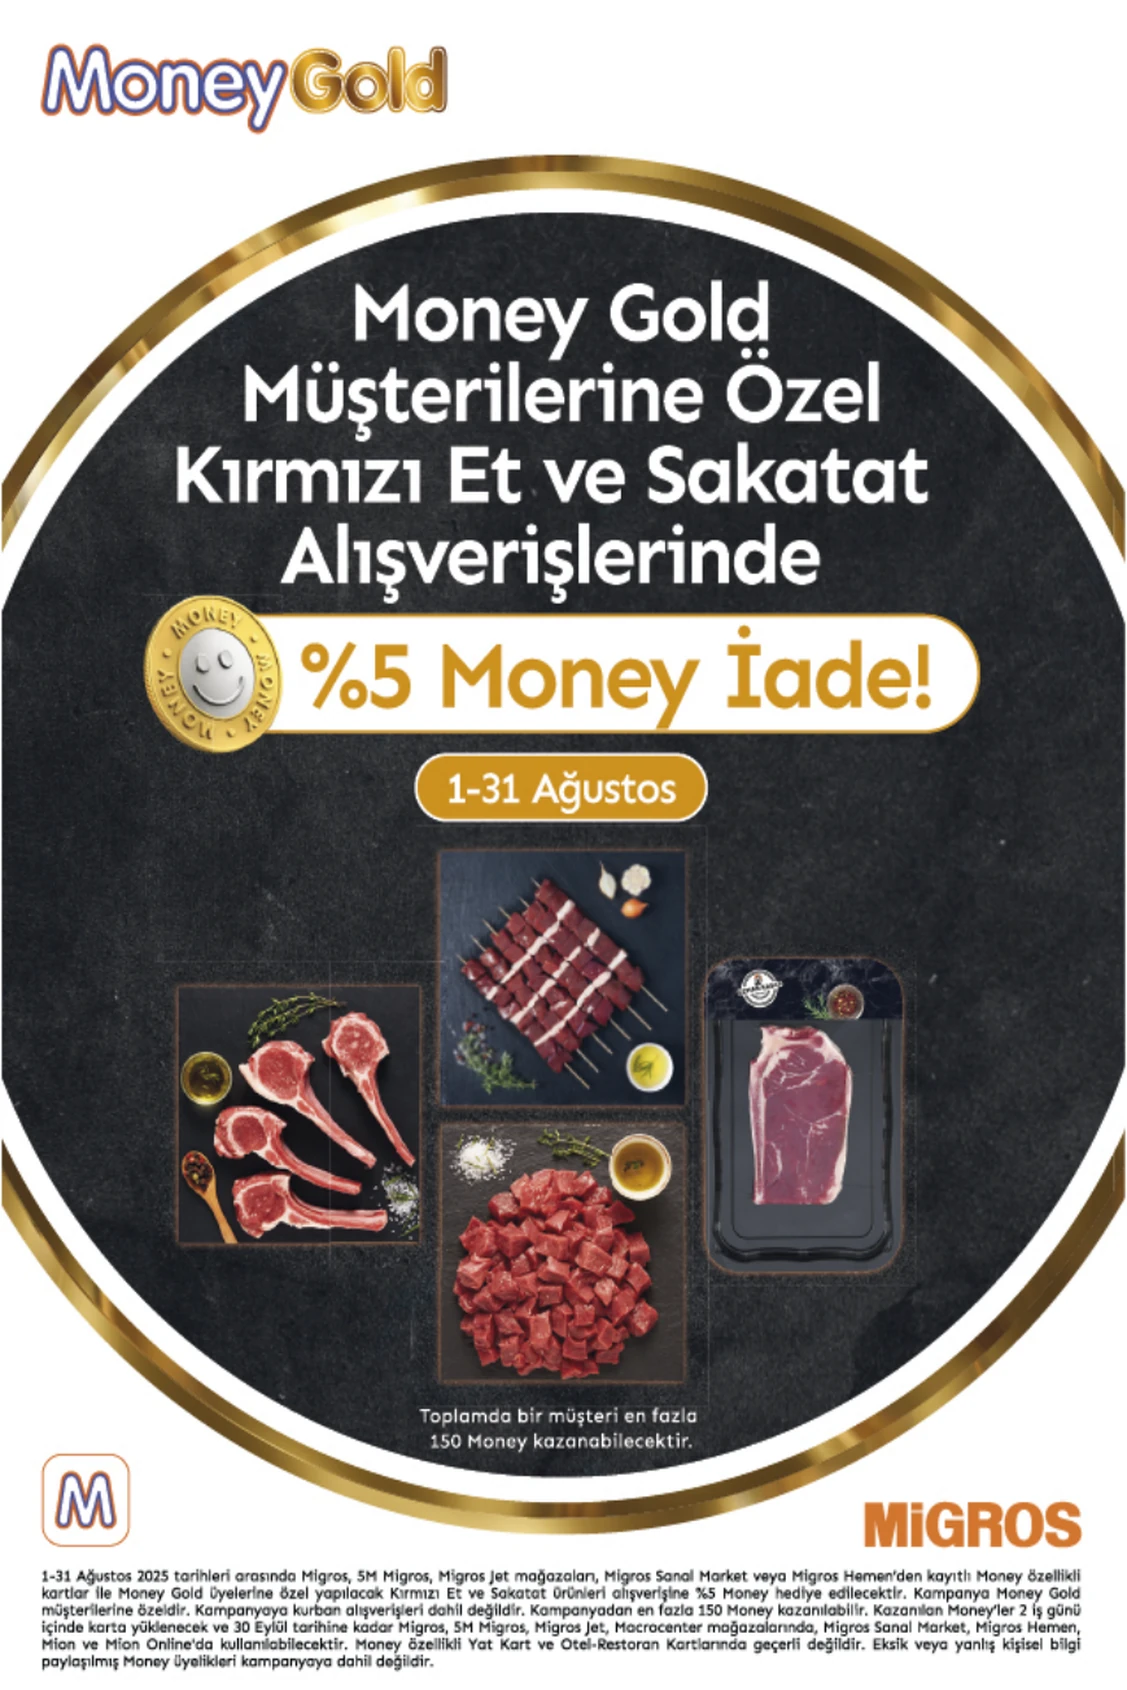 Money Gold
Money Gold
Müşterilerine Özel
Kırmızı Et ve Sakatat
Alışverişlerinde
MONEY • MONEY • MONEY •
%5 Money İade!
1-31 Ağustos
Toplamda bir müşteri en fazla
150 Money kazanabilecektir.
M
MiGROS
1-31 Ağustos 2025 tarihleri arasında Migros, 5M Migros, Migros Jet mağazaları, Migros Sanal Market veya Migros Hemen'den kayıtlı Money özellikli
kartlar ile Money Gold üyelerine özel yapılacak Kırmızı Et ve Sakatat ürünleri alışverişine %5 Money hediye edilecektir. Kampanya Money Gold
müşterilerine özeldir. Kampanyaya kurban alışverişleri dahil değildir. Kampanyadan en fazla 150 Money kazanılabilir. Kazanılan Money'ler 2 iş günü
içinde karta yüklenecek ve 30 Eylül tarihine kadar Migros, 5M Migros, Migros Jet, Macrocenter mağazalarında, Migros Sanal Market, Migros Hemen,
Mion ve Mion Online'da kullanılabilecektir. Money özellikli Yat Kart ve Otel-Restoran Kartlarında geçerli değildir. Eksik veya yanlış kişisel bilgi
paylaşılmış Money üyelikleri kampanyaya dahil değildir.